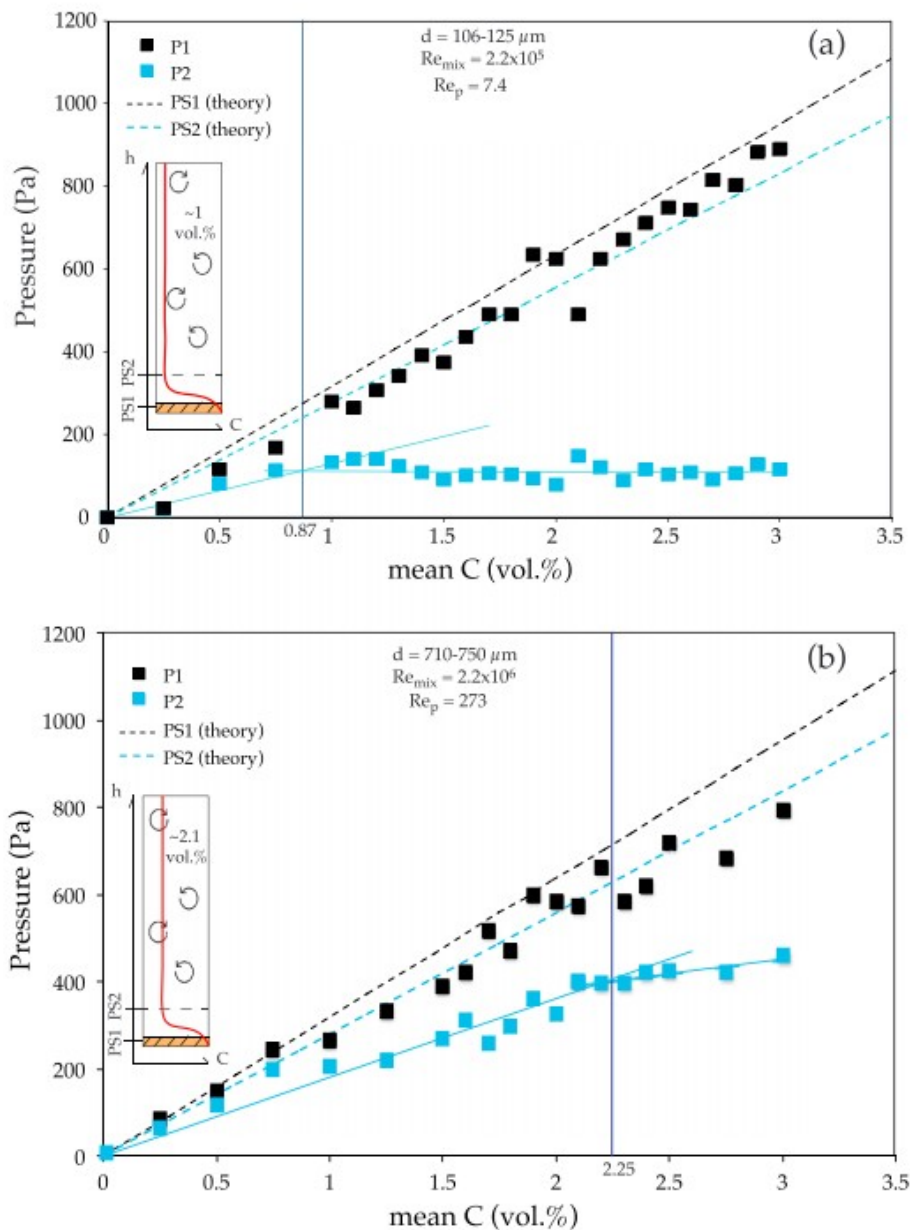 (a)
d = 106-125 µm
Re_mix = 2.2x10⁵
Re_p = 7.4
P1
P2
PS1 (theory)
PS2 (theory)
h
~1
vol.%
PS2
PS1
C
Pressure (Pa)
1200
1000
800
600
400
200
0
0 0.5 0.87 1 1.5 2 2.5 3 3.5
mean C (vol.%)
(b)
d = 710-750 µm
Re_mix = 2.2x10⁶
Re_p = 273
P1
P2
PS1 (theory)
PS2 (theory)
h
~2.1
vol.%
PS2
PS1
C
Pressure (Pa)
1200
1000
800
600
400
200
0
0 0.5 1 1.5 2 2.25 2.5 3 3.5
mean C (vol.%)